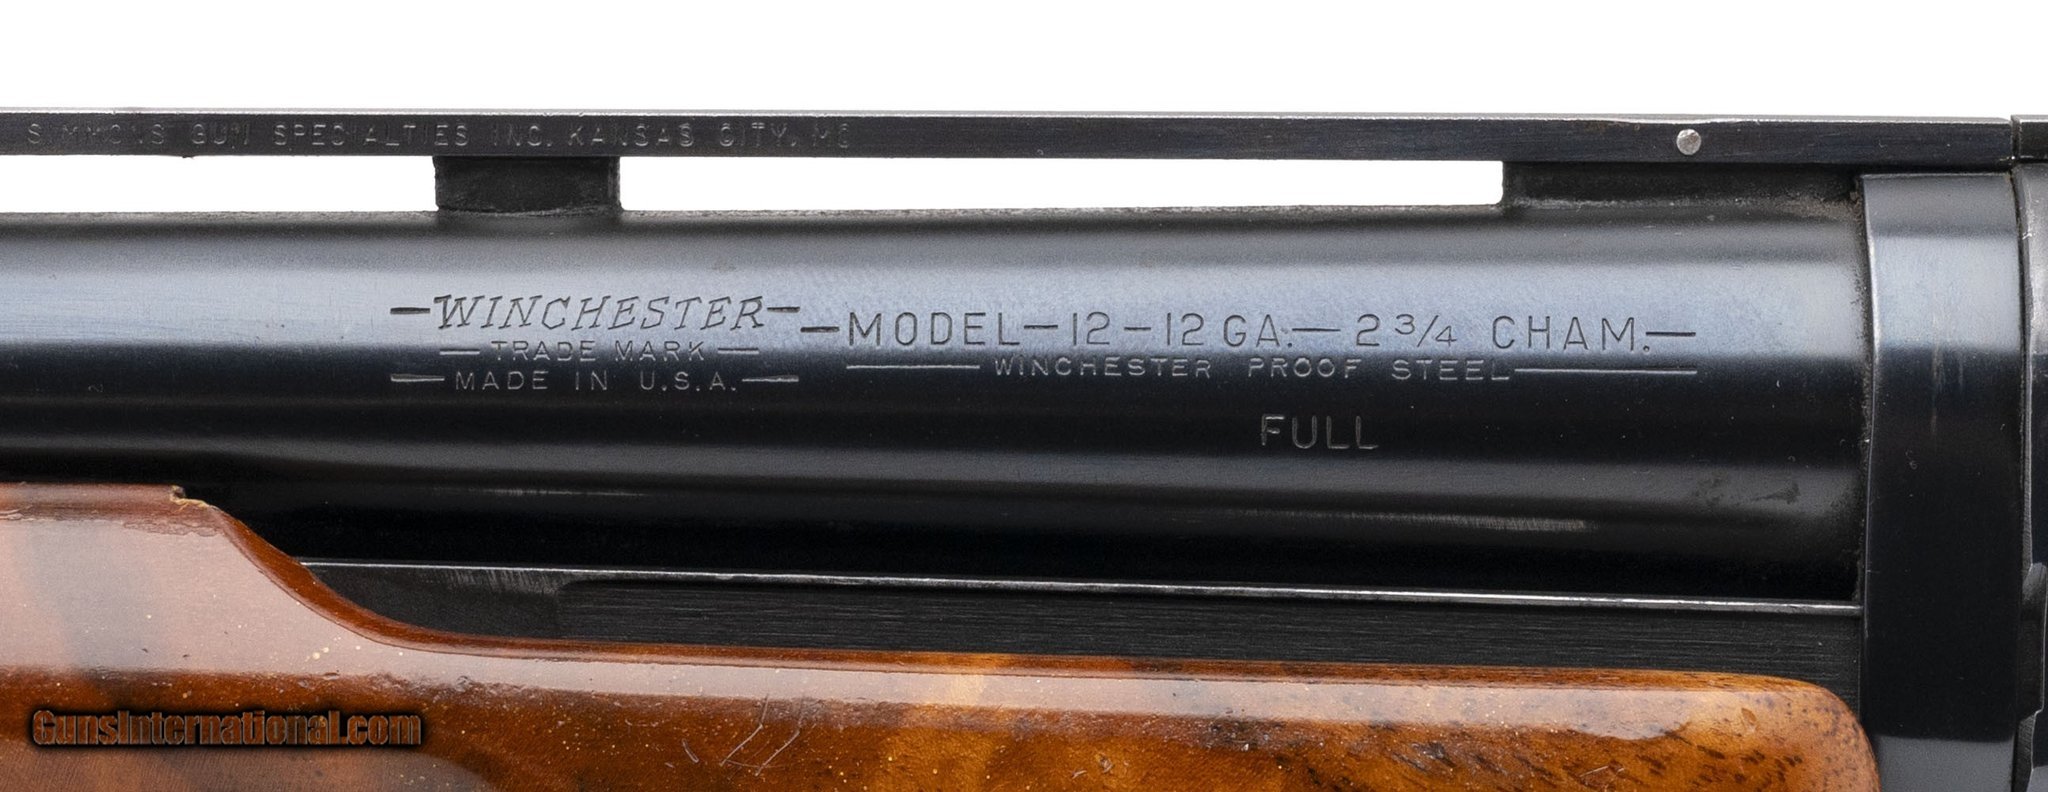 SIMMONS GUN SPECIALTIES INC. KANSAS CITY, MO
-WINCHESTER-
-TRADE MARK-
-MADE IN U.S.A.-
-MODEL-12-12 GA.-2 3/4 CHAM.-
WINCHESTER PROOF STEEL
FULL
GunsInternational.com